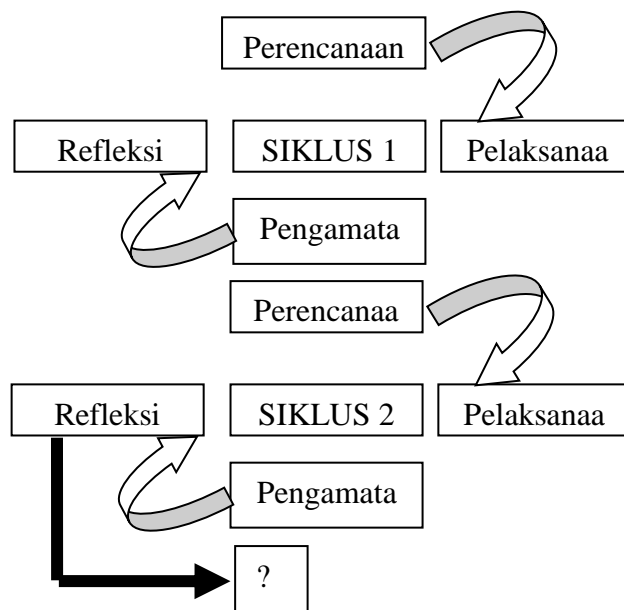 Perencanaan
Refleksi
SIKLUS 1
Pelaksanaa
Pengamata
Perencanaa
Refleksi
SIKLUS 2
Pelaksanaa
Pengamata
?